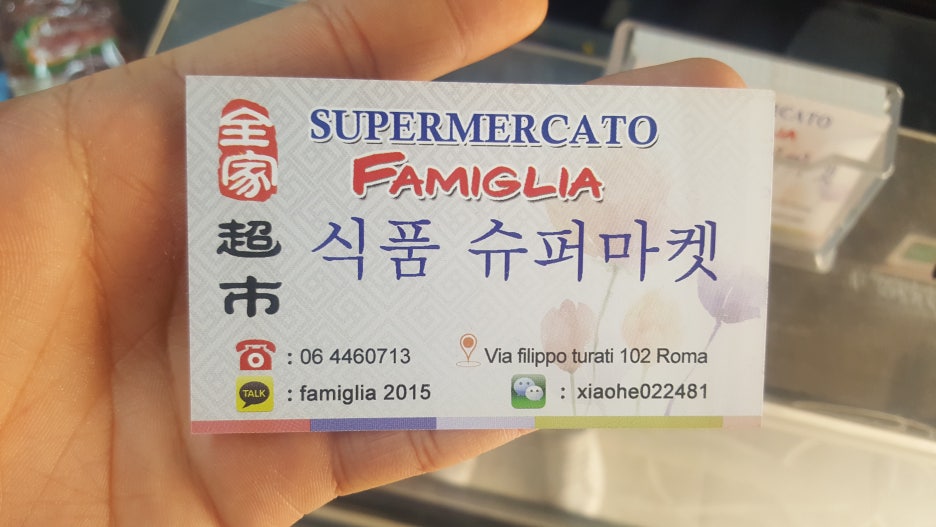 全家
超市
SUPERMERCATO
FAMIGLIA
식품 슈퍼마켓
: 06 4460713
Via filippo turati 102 Roma
TALK : famiglia 2015
: xiaohe022481